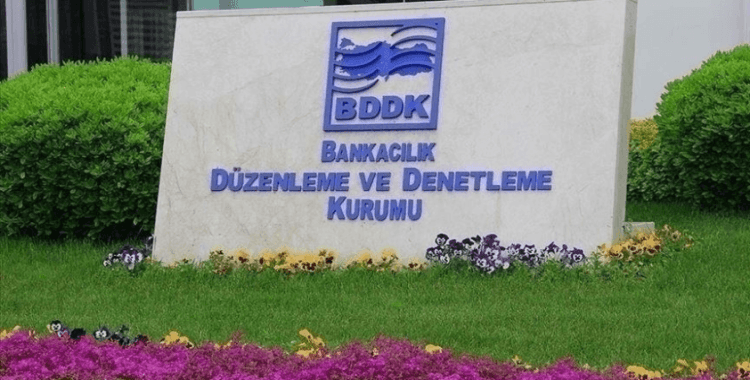 BDDK
BANKACILIK
DÜZENLEME VE DENETLEME
KURUMU